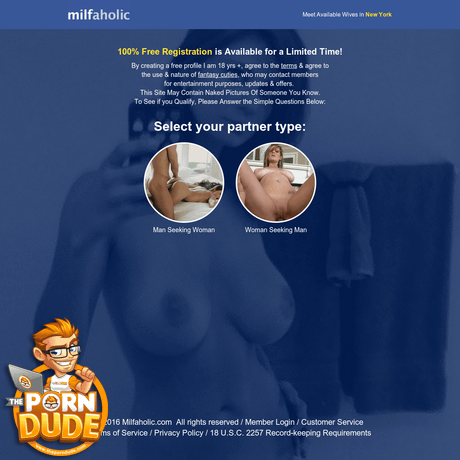 milfaholic
Meet Available Wives in New York
100% Free Registration is Available for a Limited Time!
By creating a free profile I am 18 yrs +, agree to the terms & agree to
the use & nature of fantasy cuties, who may contact members
for entertainment purposes, updates & offers.
This Site May Contain Naked Pictures Of Someone You Know.
To See if you Qualify, Please Answer the Simple Questions Below:
Select your partner type:
Man Seeking Woman
Woman Seeking Man
THE
PORN
DUDE
www.theporndude.com
2016 Milfaholic.com All rights reserved / Member Login / Customer Service
of Service / Privacy Policy / 18 U.S.C. 2257 Record-keeping Requirements